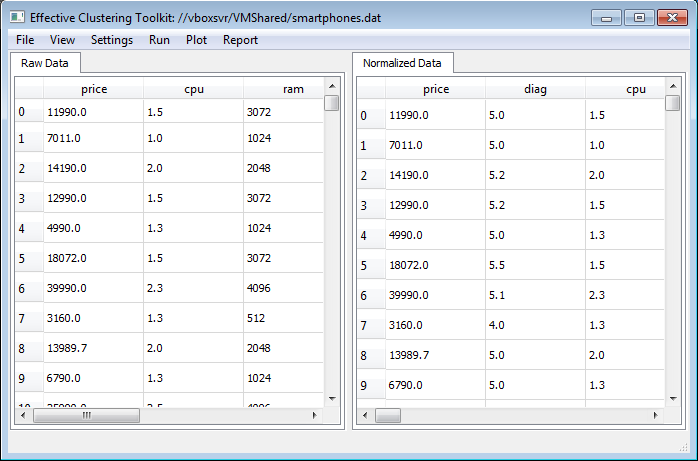 Effective Clustering Toolkit: //vboxsvr/VMShared/smartphones.dat
File View Settings Run Plot Report
Raw Data
price cpu ram
0 11990.0 1.5 3072
1 7011.0 1.0 1024
2 14190.0 2.0 2048
3 12990.0 1.5 3072
4 4990.0 1.3 1024
5 18072.0 1.5 3072
6 39990.0 2.3 4096
7 3160.0 1.3 512
8 13989.7 2.0 2048
9 6790.0 1.3 1024
Normalized Data
price diag cpu
0 11990.0 5.0 1.5
1 7011.0 5.0 1.0
2 14190.0 5.2 2.0
3 12990.0 5.2 1.5
4 4990.0 5.0 1.3
5 18072.0 5.5 1.5
6 39990.0 5.1 2.3
7 3160.0 4.0 1.3
8 13989.7 5.0 2.0
9 6790.0 5.0 1.3